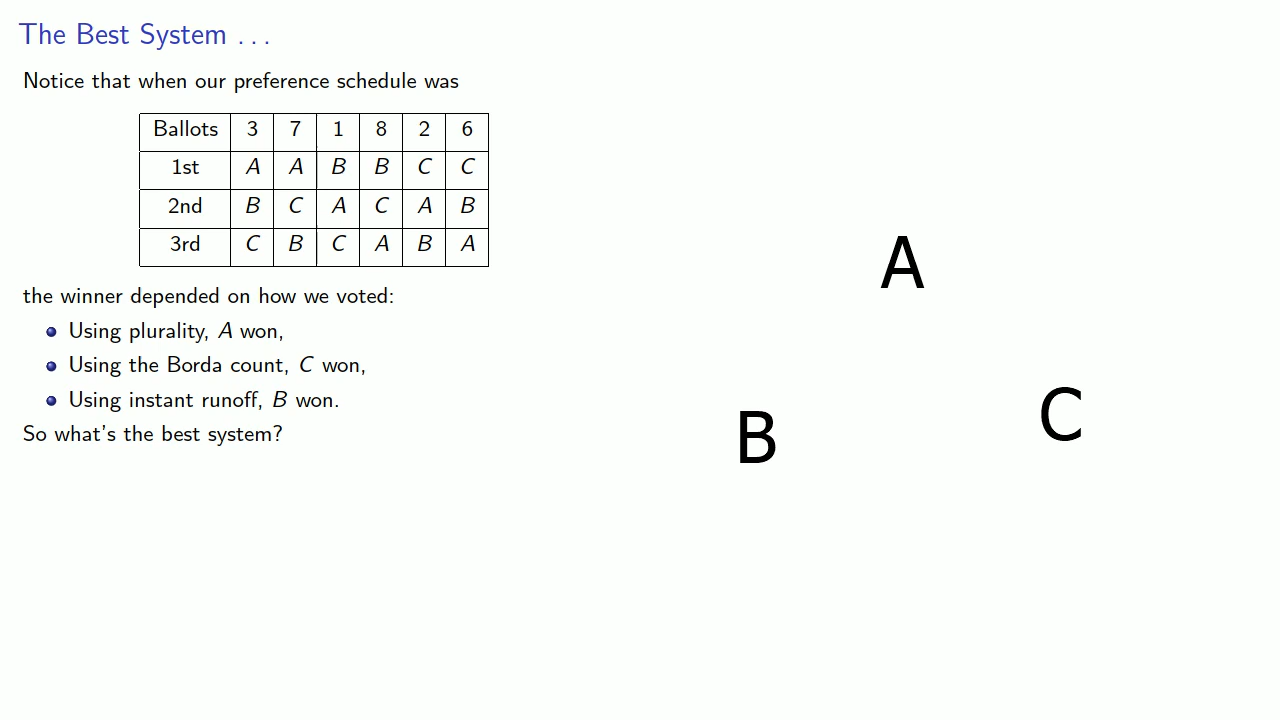 The Best System ...
Notice that when our preference schedule was
Ballots 3 7 1 8 2 6
1st A A B B C C
2nd B C A C A B
3rd C B C A B A
the winner depended on how we voted:
Using plurality, A won,
Using the Borda count, C won,
Using instant runoff, B won.
So what's the best system?
A
B
C